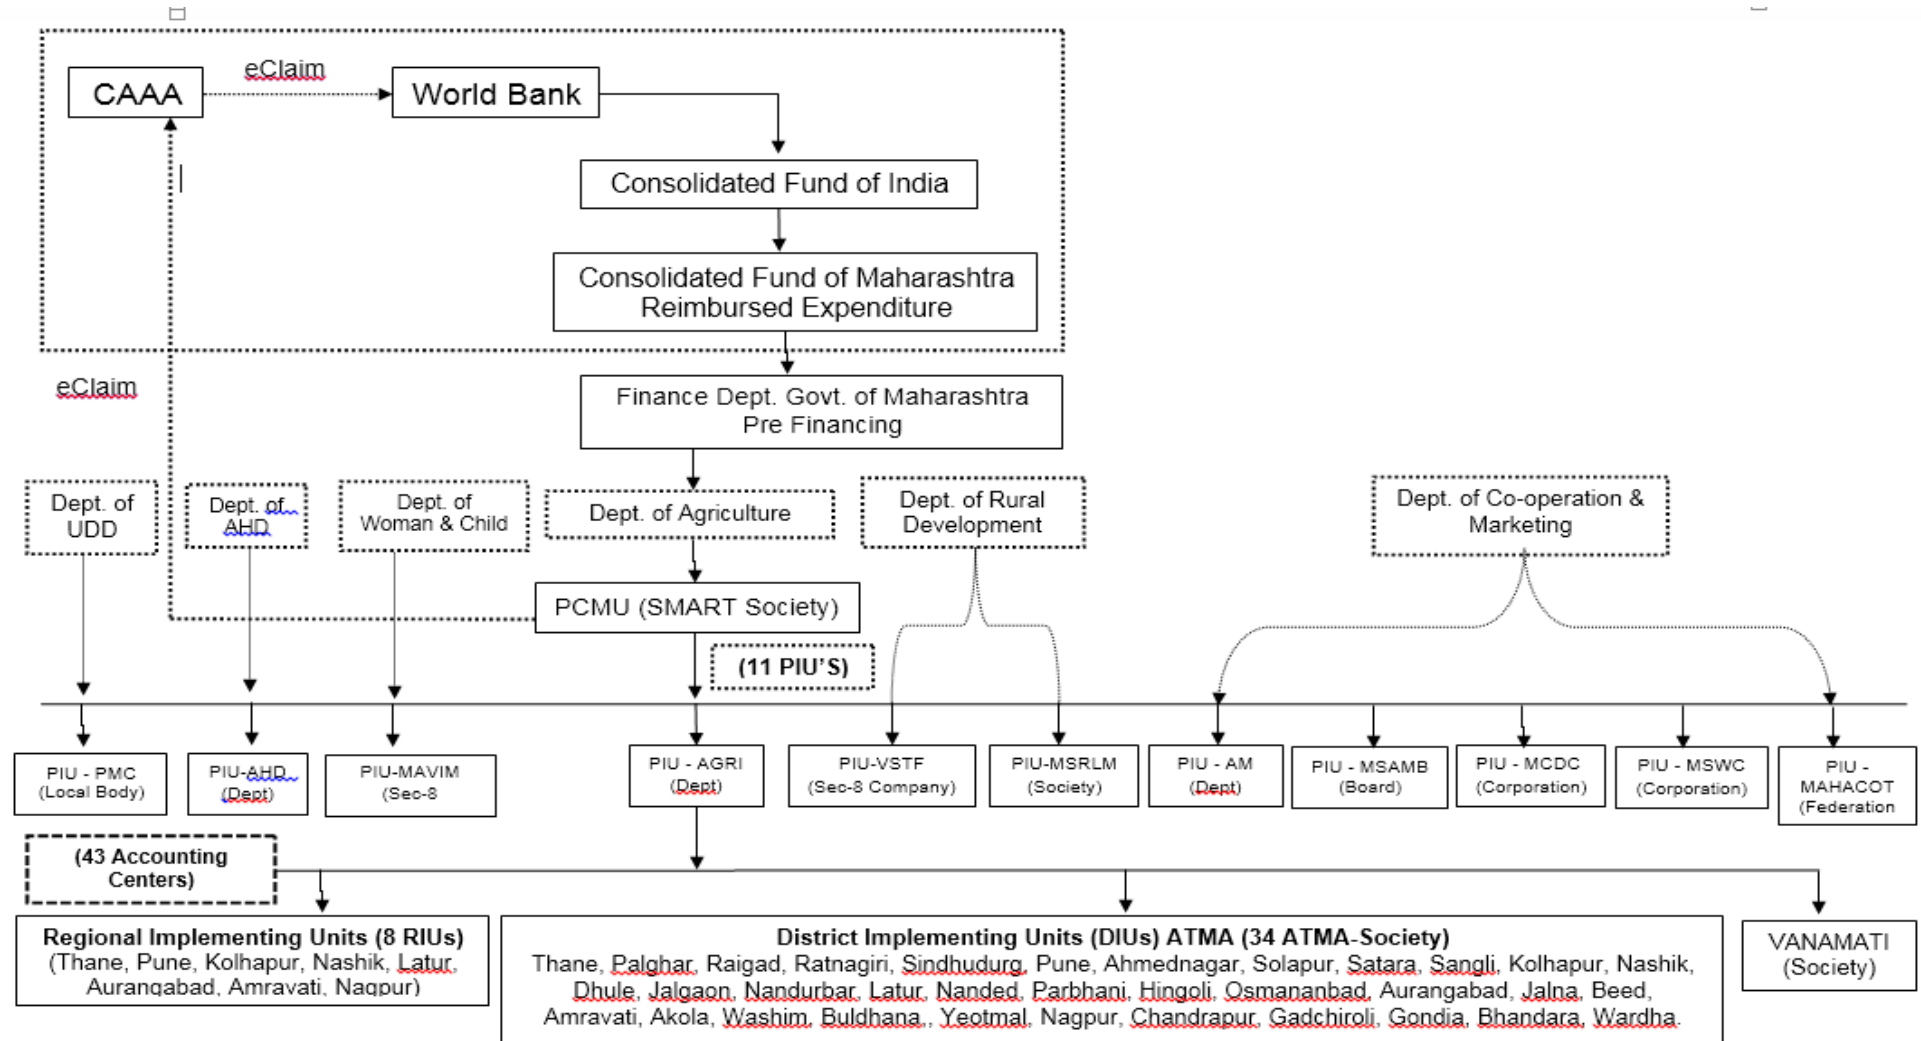 eClaim
CAAA
World Bank
Consolidated Fund of India
Consolidated Fund of Maharashtra
Reimbursed Expenditure
eClaim
Finance Dept. Govt. of Maharashtra
Pre Financing
Dept. of
UDD
Dept. of
AHD
Dept. of
Woman & Child
Dept. of Agriculture
Dept. of Rural
Development
Dept. of Co-operation &
Marketing
PCMU (SMART Society)
(11 PIU'S)
PIU - PMC
(Local Body)
PIU-AHD
(Dept)
PIU-MAVIM
(Sec-8
PIU - AGRI
(Dept)
PIU-VSTF
(Sec-8 Company)
PIU-MSRLM
(Society)
PIU - AM
(Dept)
PIU - MSAMB
(Board)
PIU - MCDC
(Corporation)
PIU - MSWC
(Corporation)
PIU -
MAHACOT
(Federation
(43 Accounting
Centers)
Regional Implementing Units (8 RIUs)
(Thane, Pune, Kolhapur, Nashik, Latur,
Aurangabad, Amravati, Nagpur)
District Implementing Units (DIUs) ATMA (34 ATMA-Society)
Thane, Palghar, Raigad, Ratnagiri, Sindhudurg, Pune, Ahmednagar, Solapur, Satara, Sangli, Kolhapur, Nashik,
Dhule, Jalgaon, Nandurbar, Latur, Nanded, Parbhani, Hingoli, Osmananbad, Aurangabad, Jalna, Beed,
Amravati, Akola, Washim, Buldhana,, Yeotmal, Nagpur, Chandrapur, Gadchiroli, Gondia, Bhandara, Wardha.
VANAMATI
(Society)